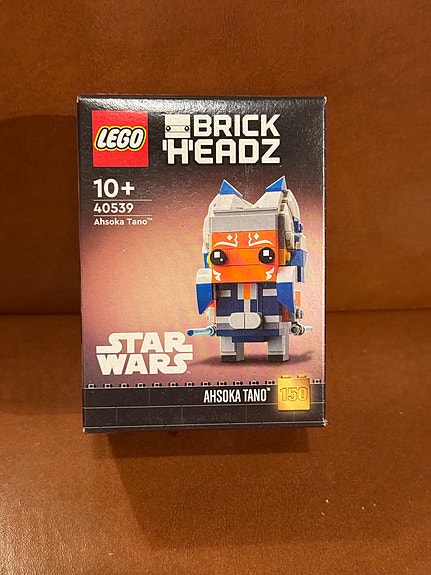 LEGO
BRICK
HEADZ
10+
40539
Ahsoka Tano™
STAR
WARS
AHSOKA TANO™
150